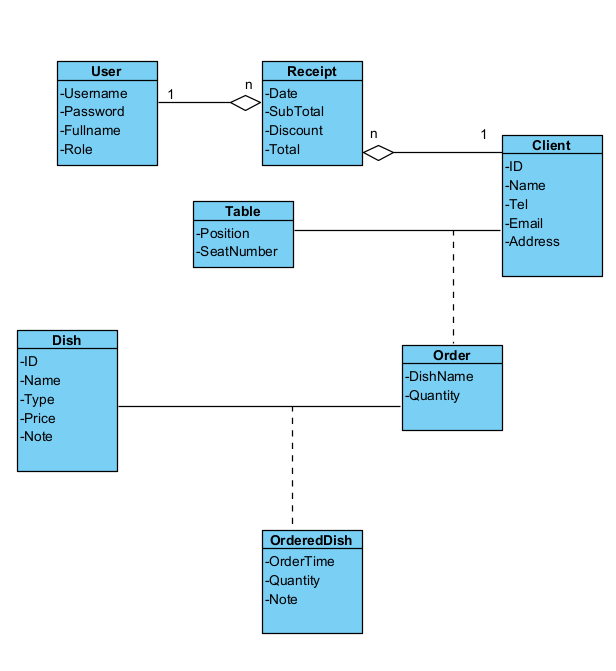 User
-Username
-Password
-Fullname
-Role
1
n
Receipt
-Date
-SubTotal
-Discount
-Total
n
1
Client
-ID
-Name
-Tel
-Email
-Address
Table
-Position
-SeatNumber
Dish
-ID
-Name
-Type
-Price
-Note
Order
-DishName
-Quantity
OrderedDish
-OrderTime
-Quantity
-Note